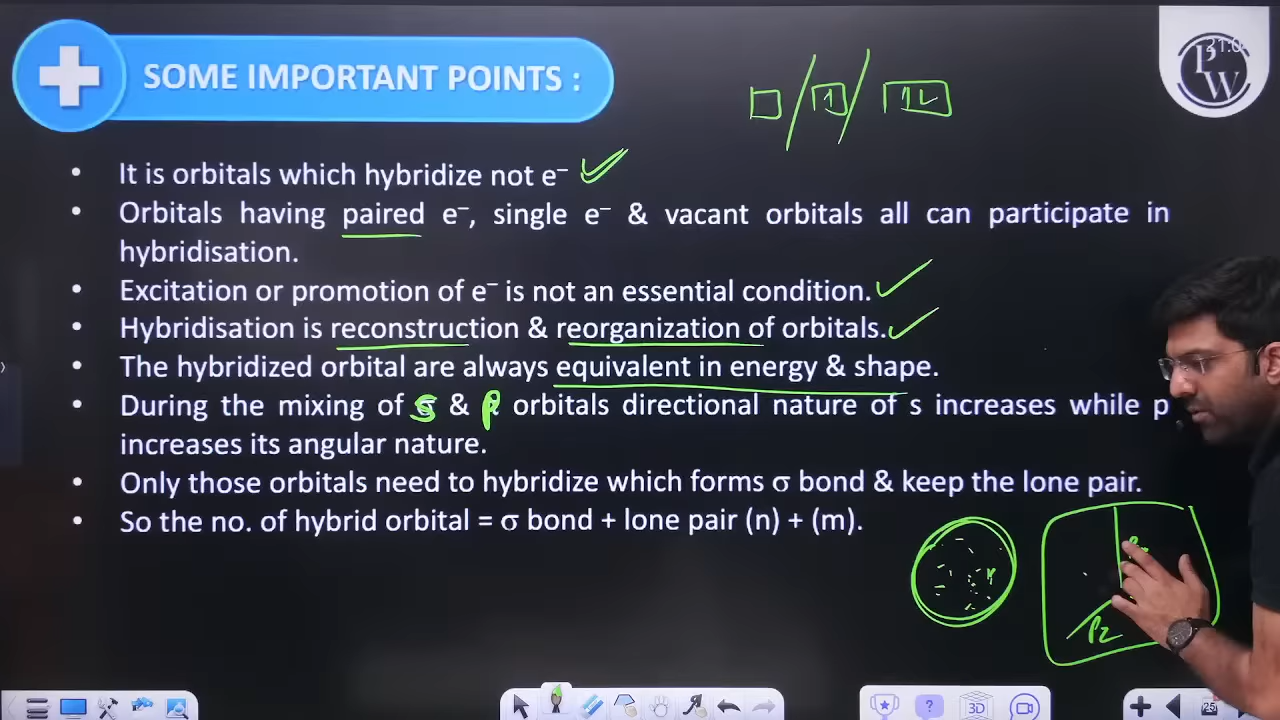 SOME IMPORTANT POINTS :
PW
• It is orbitals which hybridize not e⁻
• Orbitals having paired e⁻, single e⁻ & vacant orbitals all can participate in
hybridisation.
• Excitation or promotion of e⁻ is not an essential condition.
• Hybridisation is reconstruction & reorganization of orbitals.
• The hybridized orbital are always equivalent in energy & shape.
• During the mixing of s & p orbitals directional nature of s increases while p
increases its angular nature.
• Only those orbitals need to hybridize which forms σ bond & keep the lone pair.
• So the no. of hybrid orbital = σ bond + lone pair (n) + (m).
Pz
3D
25